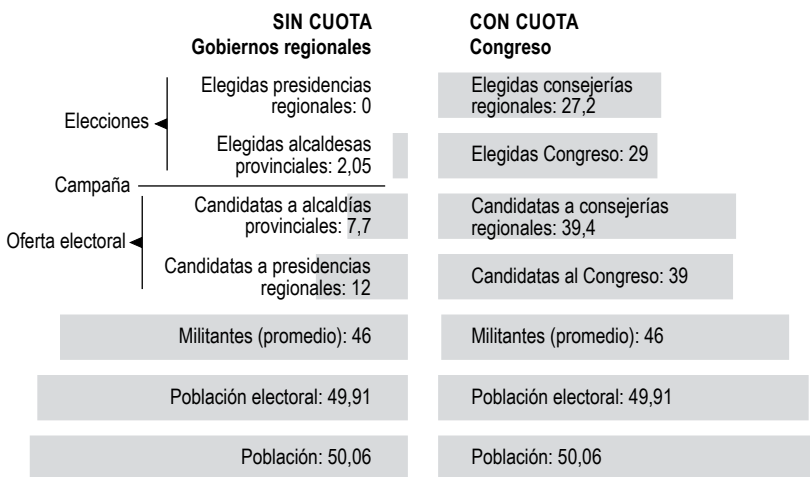 SIN CUOTA
Gobiernos regionales
CON CUOTA
Congreso
Elecciones
Elegidas presidencias
regionales: 0
Elegidas consejerías
regionales: 27,2
Elegidas alcaldesas
provinciales: 2,05
Elegidas Congreso: 29
Campaña
Oferta electoral
Candidatas a alcaldías
provinciales: 7,7
Candidatas a consejerías
regionales: 39,4
Candidatas a presidencias
regionales: 12
Candidatas al Congreso: 39
Militantes (promedio): 46
Militantes (promedio): 46
Población electoral: 49,91
Población electoral: 49,91
Población: 50,06
Población: 50,06